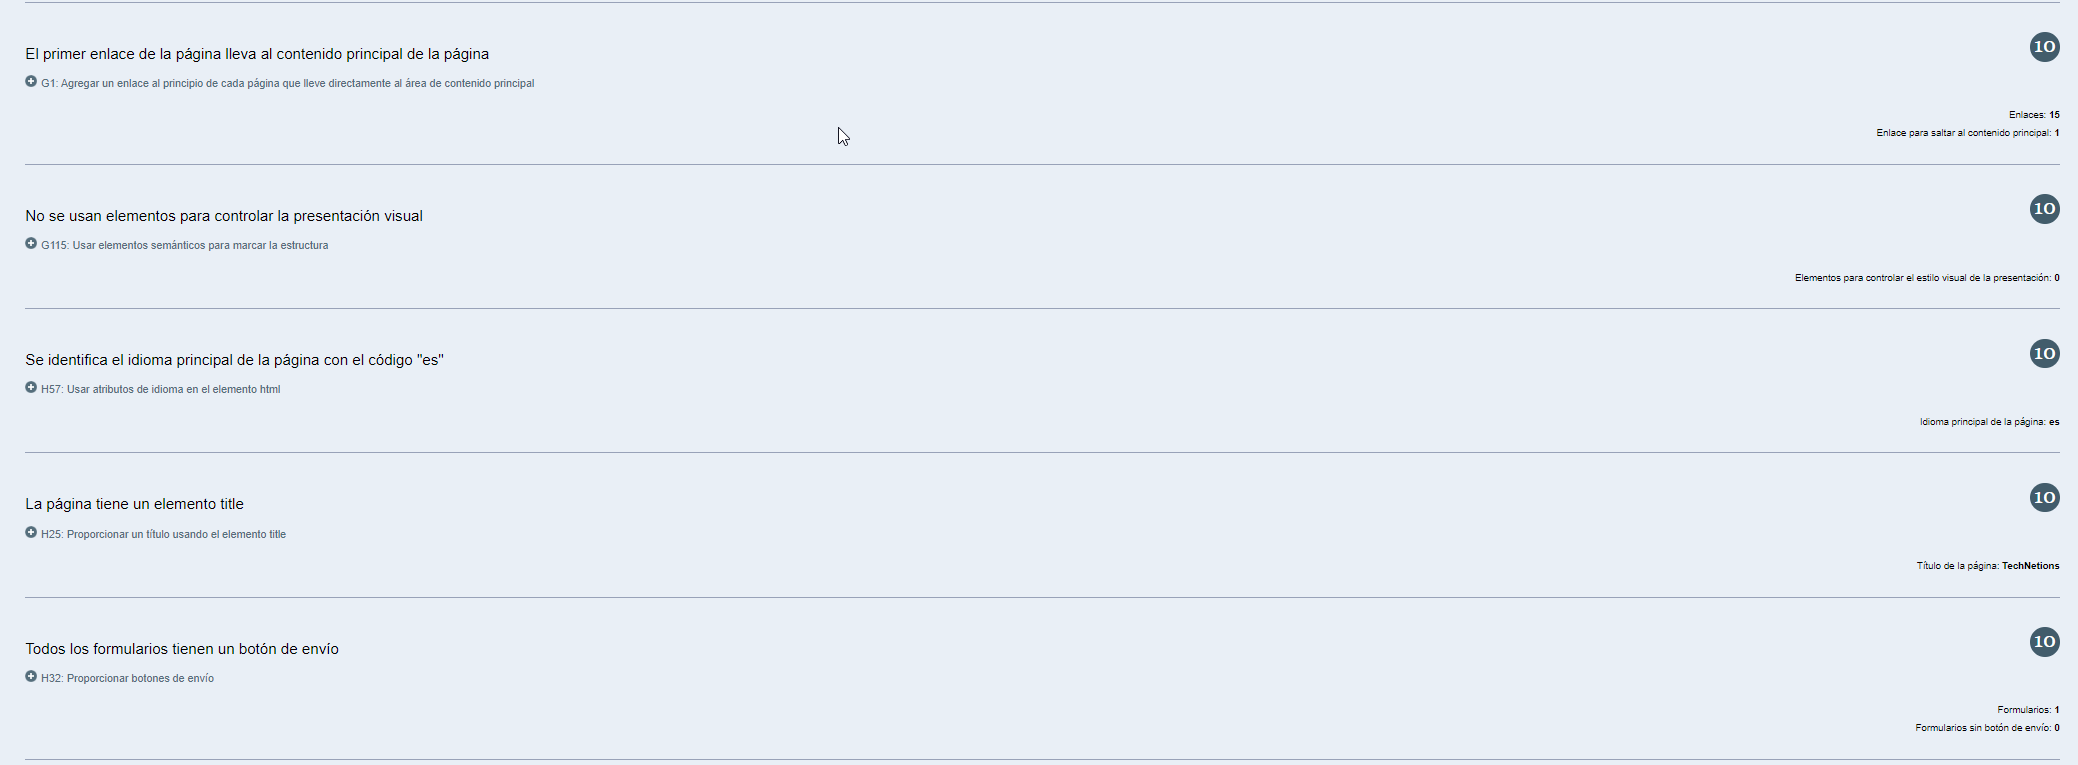 El primer enlace de la página lleva al contenido principal de la página
10
G1: Agregar un enlace al principio de cada página que lleve directamente al área de contenido principal
Enlaces: 15
Enlace para saltar al contenido principal: 1
No se usan elementos para controlar la presentación visual
10
G115: Usar elementos semánticos para marcar la estructura
Elementos para controlar el estilo visual de la presentación: 0
Se identifica el idioma principal de la página con el código "es"
10
H57: Usar atributos de idioma en el elemento html
Idioma principal de la página: es
La página tiene un elemento title
10
H25: Proporcionar un título usando el elemento title
Título de la página: TechNetions
Todos los formularios tienen un botón de envío
10
H32: Proporcionar botones de envío
Formularios: 1
Formularios sin botón de envío: 0